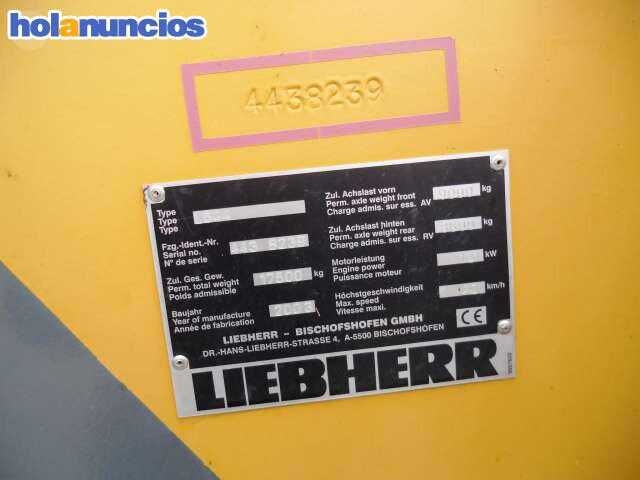 holanuncios
4438239
Type
Type
Type
Fzg.-Ident.-Nr.
Serial no.
N° de serie
443 8239
Zul. Ges. Gew.
Perm. total weight
Poids admissible
17500 kg
Baujahr
Year of manufacture
Année de fabrication
Zul. Achslast vorn
Perm. axle weight front
Charge admis. sur ess. AV
kg
Zul. Achslast hinten
Perm. axle weight rear
Charge admis. sur ess. RV
kg
Motorleistung
Engine power
Puissance moteur
kW
Höchstgeschwindigkeit
Max. speed
Vitesse maxi.
km/h
LIEBHERR – BISCHOFSHOFEN GMBH
DR.-HANS-LIEBHERR-STRASSE 4, A-5500 BISCHOFSHOFEN
CE
LIEBHERR